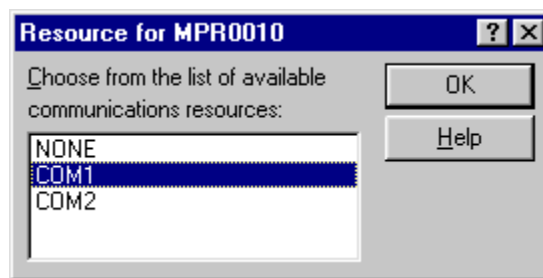 Resource for MPR0010
Choose from the list of available
communications resources:
OK
Help
NONE
COM1
COM2